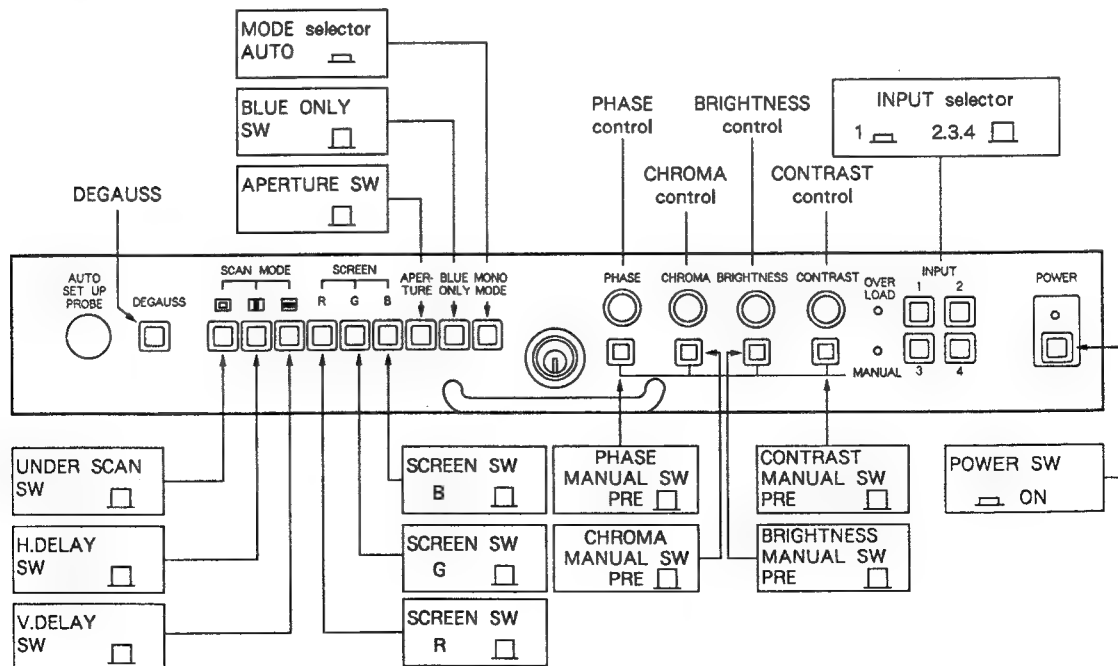 MODE selector
AUTO
BLUE ONLY
SW
APERTURE SW
DEGAUSS
PHASE
control
BRIGHTNESS
control
CHROMA
control
CONTRAST
control
INPUT selector
1 2.3.4
AUTO
SET UP
PROBE
DEGAUSS
SCAN MODE
SCREEN
R G B
APER-
TURE
BLUE
ONLY
MONO
MODE
PHASE
CHROMA
BRIGHTNESS
CONTRAST
OVER
LOAD
MANUAL
INPUT
1 2
3 4
POWER
UNDER SCAN
SW
H.DELAY
SW
V.DELAY
SW
SCREEN SW
B
SCREEN SW
G
SCREEN SW
R
PHASE
MANUAL SW
PRE
CHROMA
MANUAL SW
PRE
CONTRAST
MANUAL SW
PRE
BRIGHTNESS
MANUAL SW
PRE
POWER SW
ON